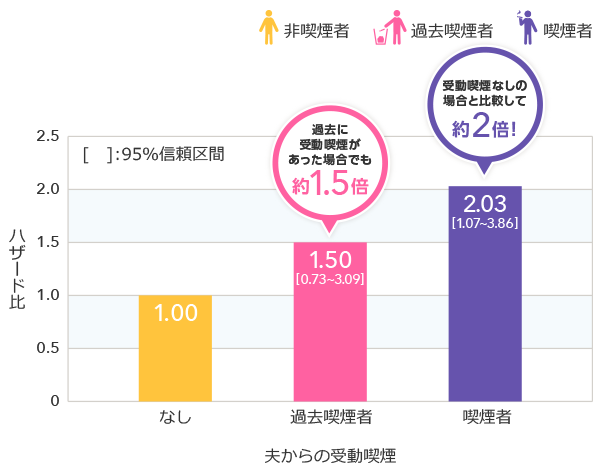 非喫煙者
過去喫煙者
喫煙者
受動喫煙なしの
場合と比較して
約2倍!
過去に
受動喫煙が
あった場合でも
約1.5倍
[ ]:95%信頼区間
ハザード比
2.5
2.0
1.5
1.0
0.5
0
1.00
1.50
[0.73~3.09]
2.03
[1.07~3.86]
なし
過去喫煙者
喫煙者
夫からの受動喫煙